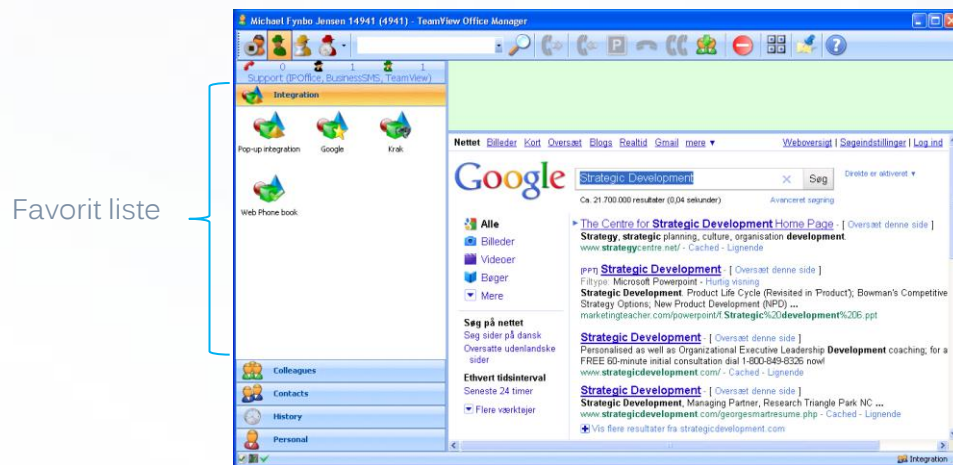 Michael Fynbo Jensen 14941 (4941) - TeamView Office Manager
0 1 1
Support (IPOffice, BusinessSMS, TeamView)
Integration
Pop-up integration Google Krak
Web Phone book
Favorit liste
Colleagues
Contacts
History
Personal
Nettet Billeder Kort Oversæt Blogs Realtid Gmail mere ▼ Weboversigt | Søgeindstillinger | Log ind
Google
Strategic Development
Søg
Direkte er aktiveret ▼
Ca. 21.700.000 resultater (0,04 sekunder) Avanceret søgning
Alle
Billeder
Videoer
Bøger
Mere
Søg på nettet
Søg sider på dansk
Oversatte udenlandske
sider
Ethvert tidsinterval
Seneste 24 timer
Flere værktøjer
The Centre for Strategic Development Home Page - [ Oversæt denne side ]
Strategy, strategic planning, culture, organisation development.
www.strategycentre.net/ - Cached - Lignende
[PPT] Strategic Development - [ Oversæt denne side ]
Filtype: Microsoft Powerpoint - Hurtig visning
Strategic Development. Product Life Cycle (Revisited in 'Product'); Bowman's Competitive
Strategy Options; New Product Development (NPD) ...
marketingteacher.com/powerpoint/f.Strategic%20development%206.ppt
Strategic Development - [ Oversæt denne side ]
Personalised as well as Organizational Executive Leadership Development coaching; for a
FREE 60-minute initial consultation dial 1-800-849-8326 now!
www.strategicdevelopment.com/ - Cached - Lignende
Strategic Development - [ Oversæt denne side ]
Strategic Development, Managing Partner, Research Triangle Park NC ...
www.strategicdevelopment.com/georgesmartresume.php - Cached - Lignende
Vis flere resultater fra strategicdevelopment.com
Integration